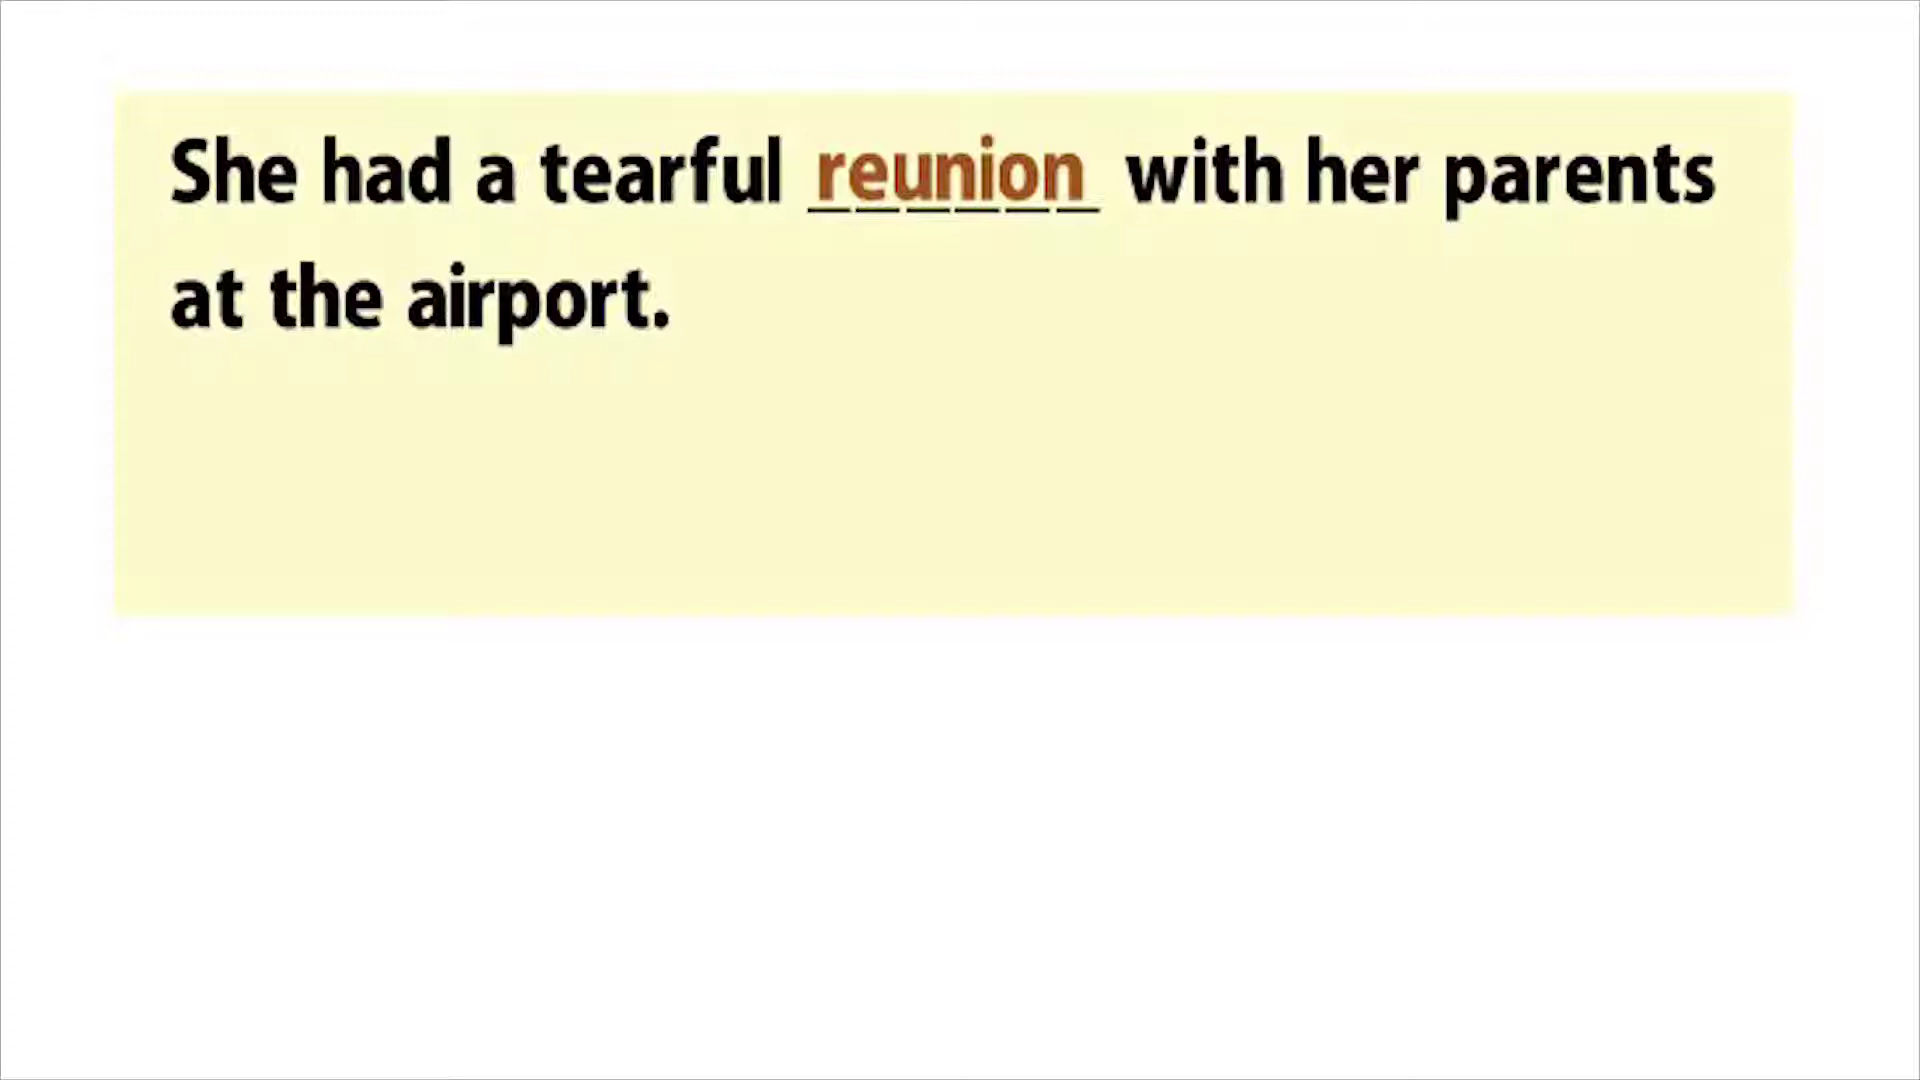 She had a tearful reunion with her parents
at the airport.